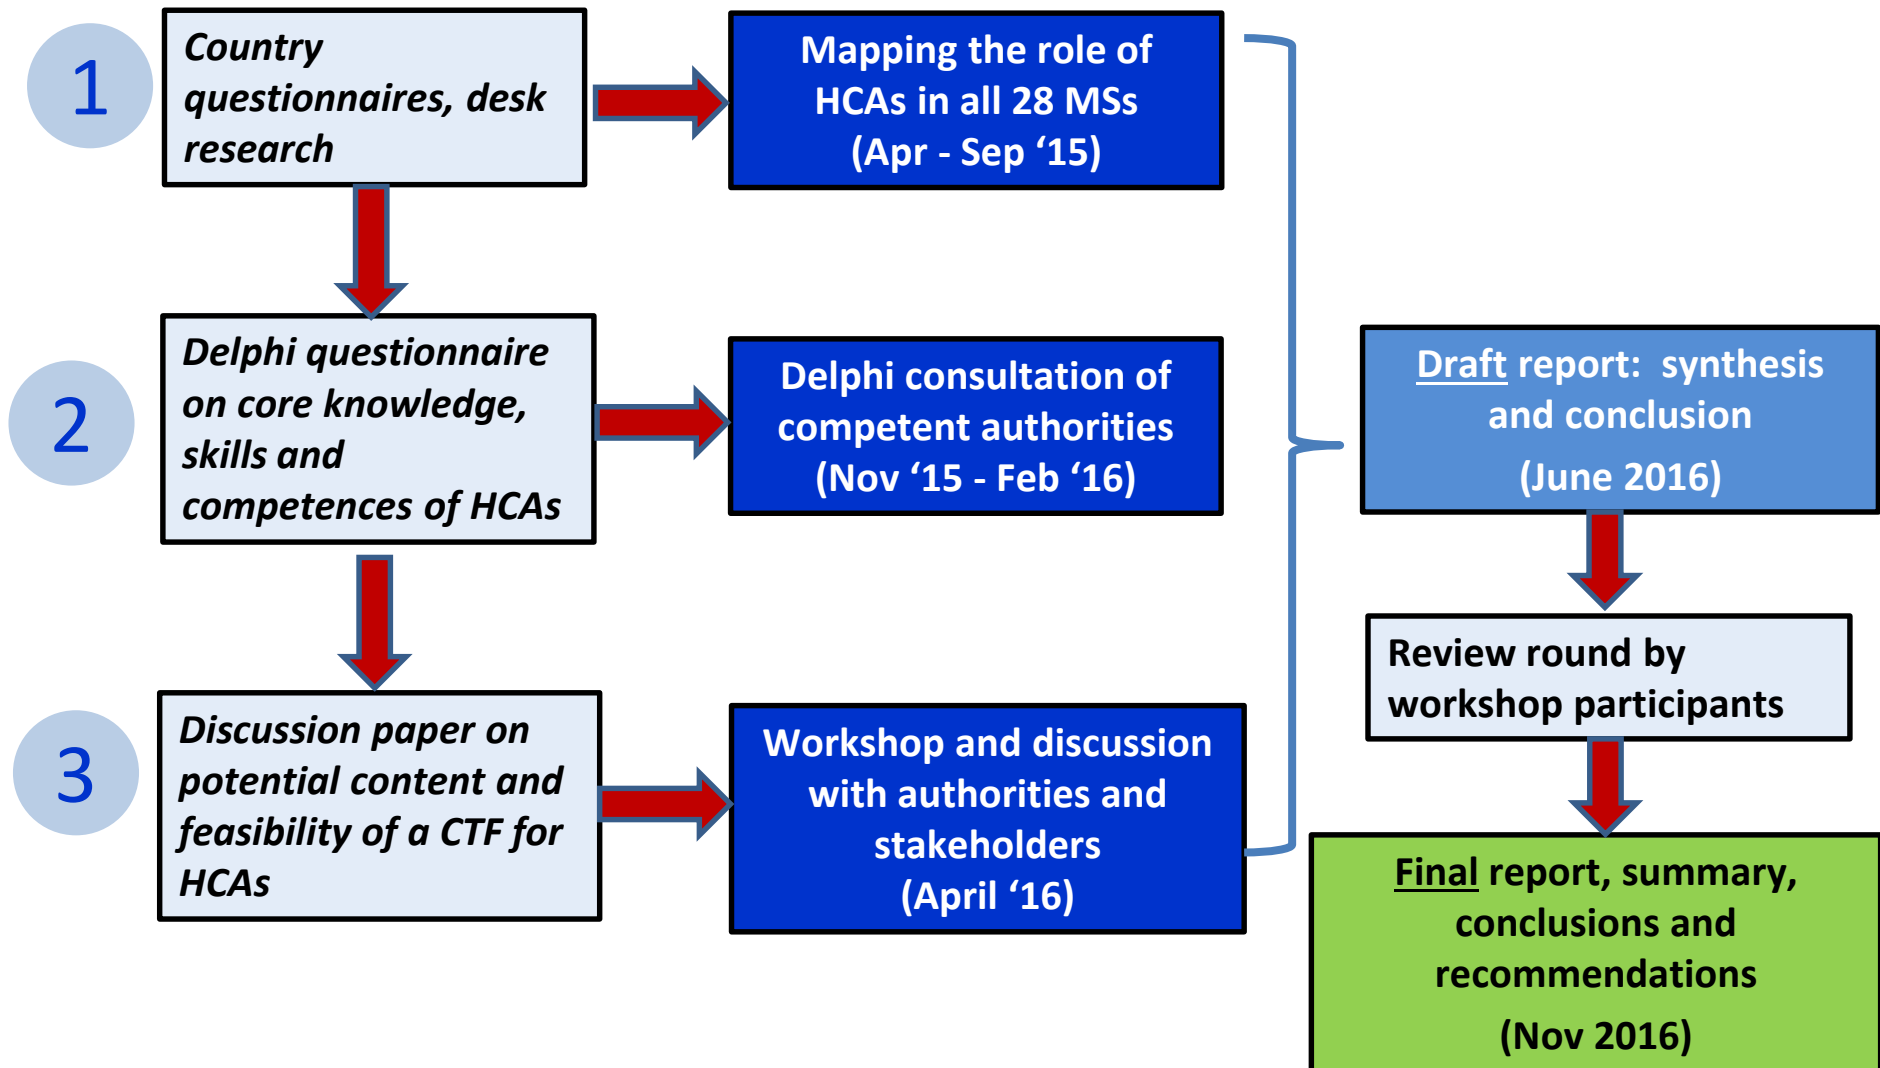 1
Country
questionnaires, desk
research
Mapping the role of
HCAs in all 28 MSs
(Apr - Sep ‘15)
2
Delphi questionnaire
on core knowledge,
skills and
competences of HCAs
Delphi consultation of
competent authorities
(Nov ‘15 - Feb ‘16)
3
Discussion paper on
potential content and
feasibility of a CTF for
HCAs
Workshop and discussion
with authorities and
stakeholders
(April ‘16)
Draft report:  synthesis
and conclusion
(June 2016)
Review round by
workshop participants
Final report, summary,
conclusions and
recommendations
(Nov 2016)